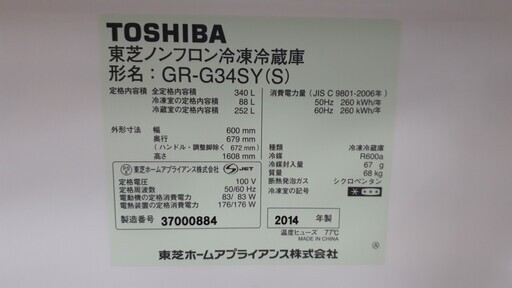 TOSHIBA
東芝ノンフロン冷凍冷蔵庫
形名：GR-G34SY(S)
定格内容積 全定格内容積 340 L
冷凍室の定格内容積 88 L
冷蔵室の定格内容積 252 L
消費電力量(JIS C 9801-2006年)
50Hz 260 kWh/年
60Hz 260 kWh/年
外形寸法 幅 600 mm
奥行 679 mm
(ハンドル・調整脚除く 672 mm)
高さ 1608 mm
種類 冷凍冷蔵庫
冷媒 R600a
冷媒封入量 67 g
質量 68 kg
断熱発泡ガス シクロペンタン
冷凍室の記号
東芝ホームアプライアンス株式会社 JET
定格電圧 100 V
定格周波数 50/60 Hz
電動機の定格消費電力 83/ 83 W
電熱装置の定格消費電力 176/176 W
製造番号 37000884
2014 年製
温度ヒューズ 77℃
MADE IN CHINA
Ⓐ
東芝ホームアプライアンス株式会社